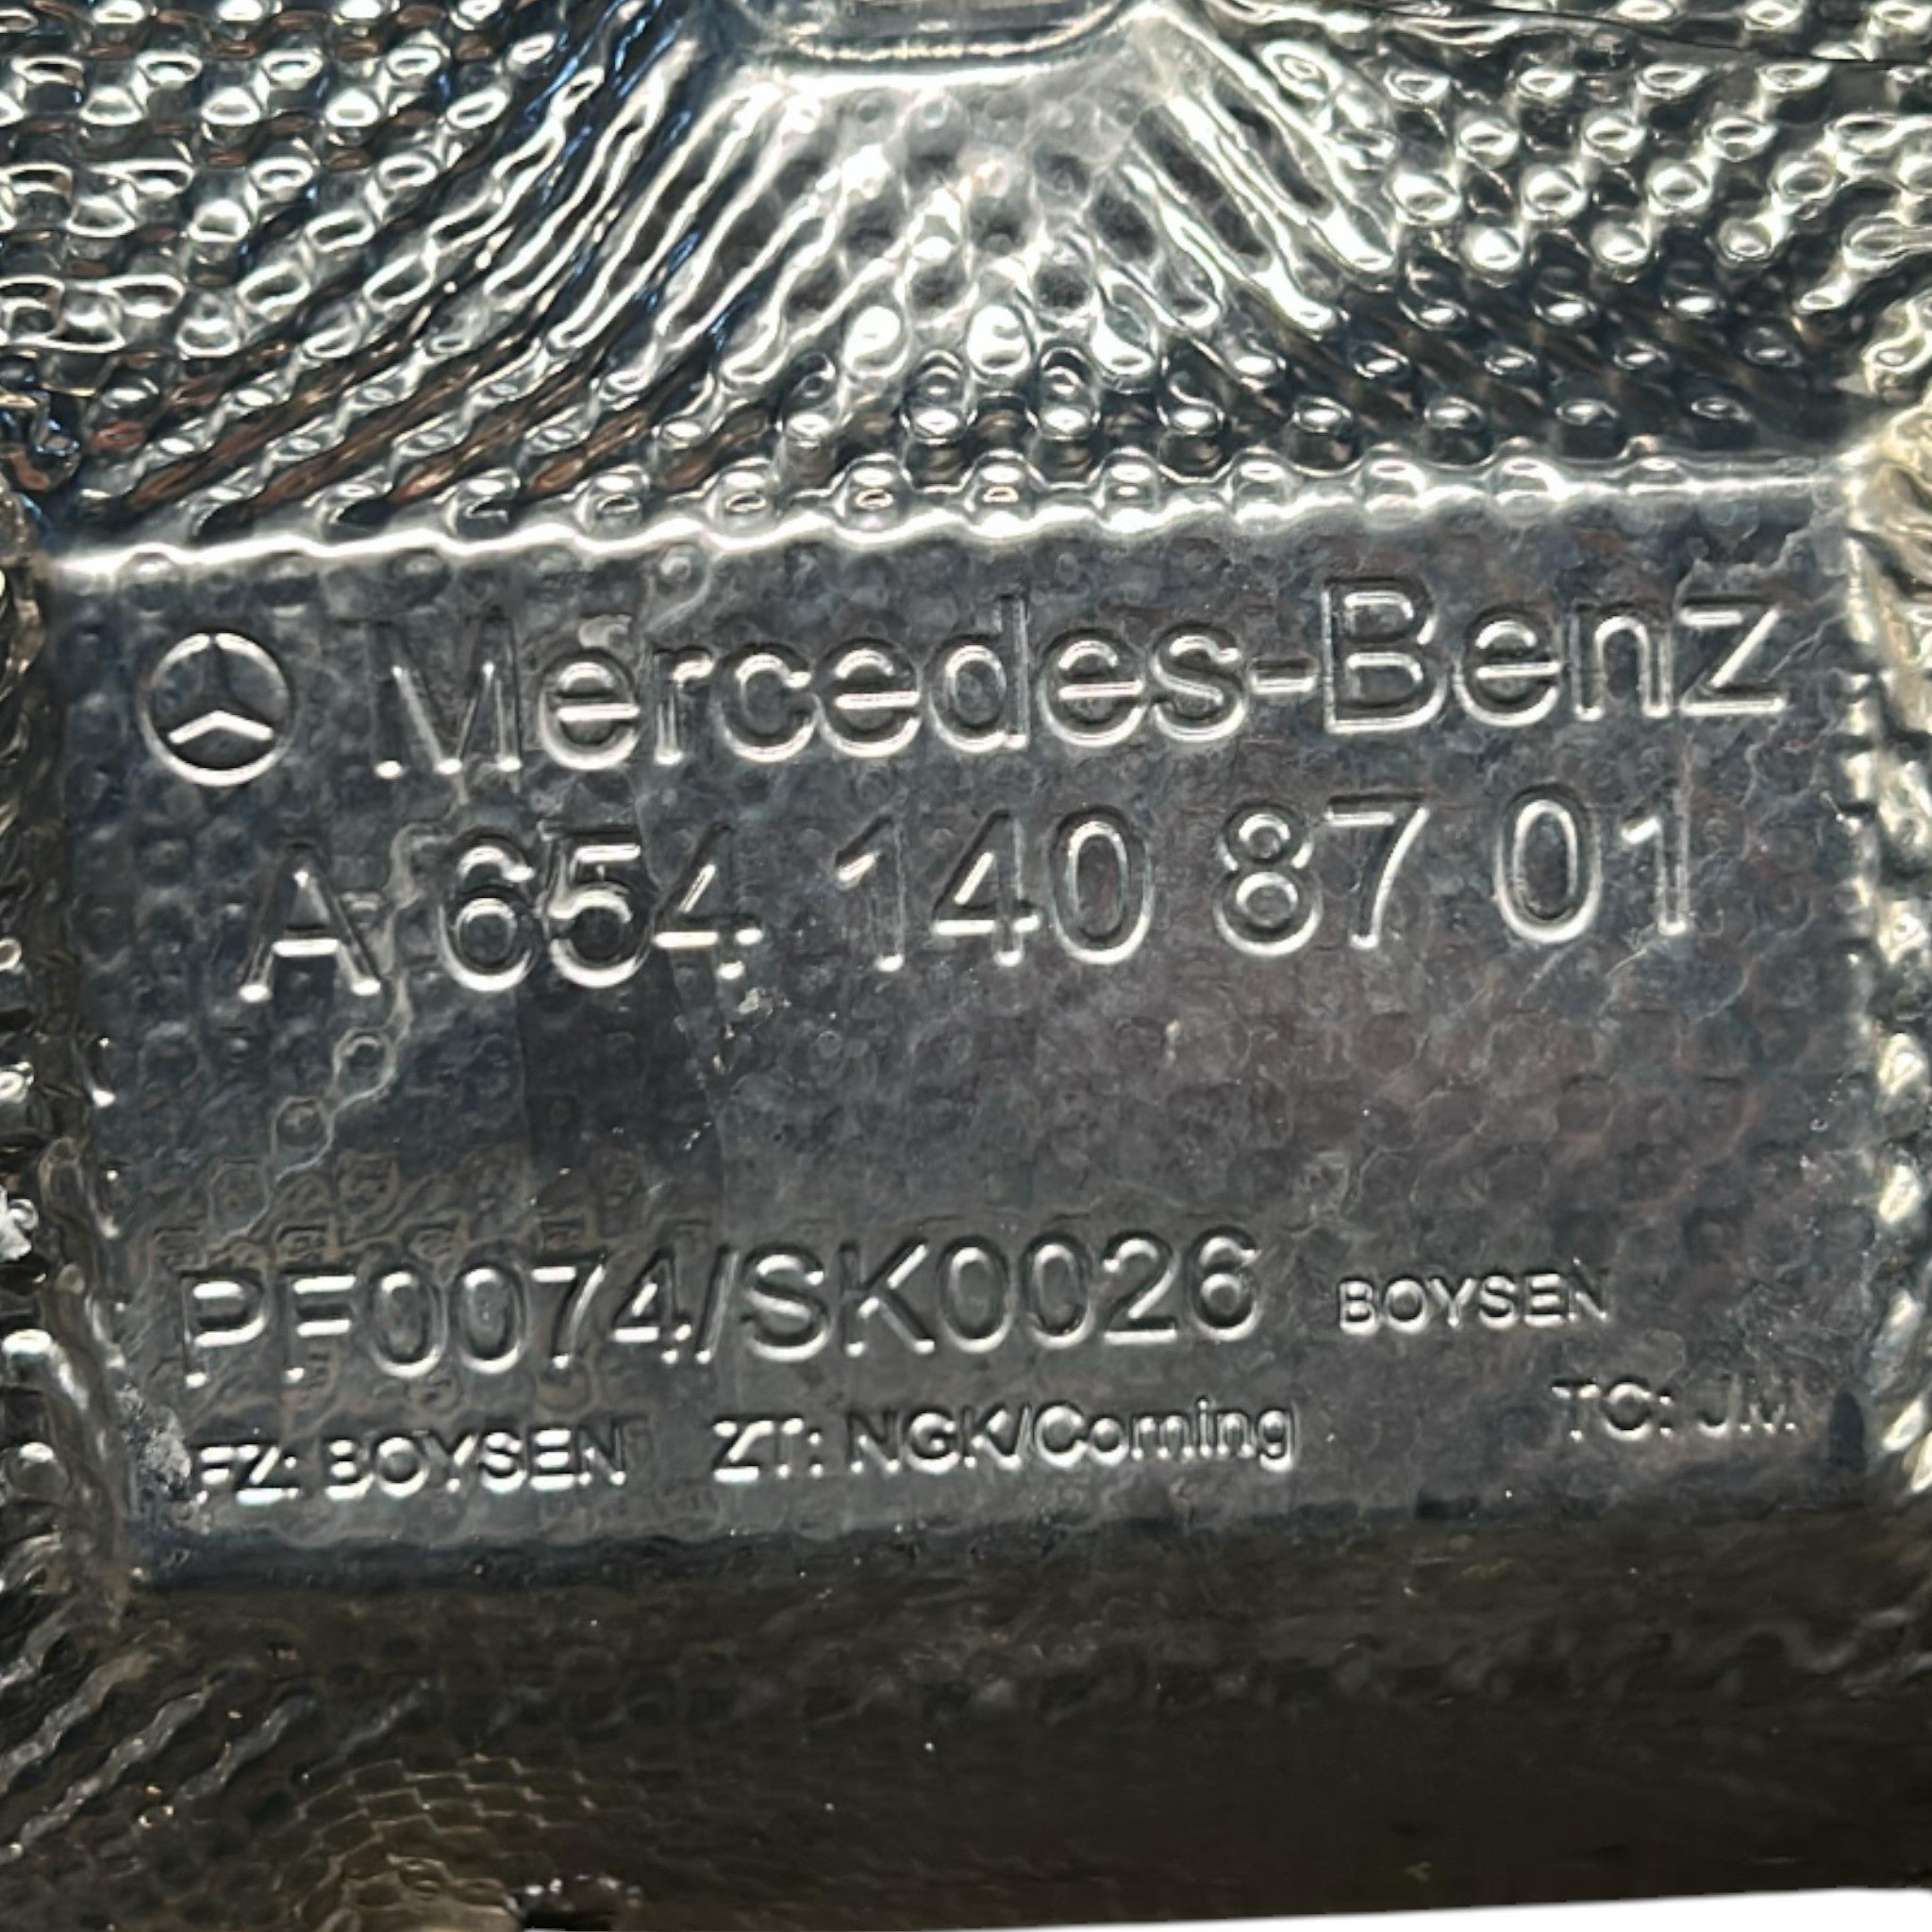 Mercedes-Benz
A 654 140 87 01
PF0074/SK0026 BOYSEN
FZ: BOYSEN ZT: NGK/Corning TC: JM